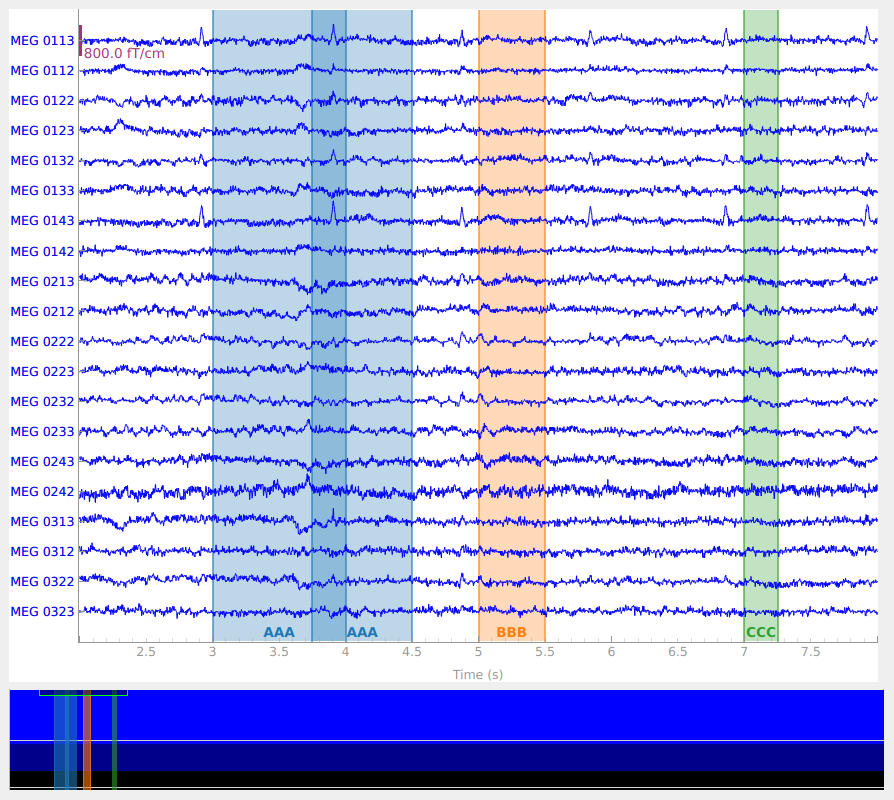 MEG 0113
800.0 fT/cm
MEG 0112
MEG 0122
MEG 0123
MEG 0132
MEG 0133
MEG 0143
MEG 0142
MEG 0213
MEG 0212
MEG 0222
MEG 0223
MEG 0232
MEG 0233
MEG 0243
MEG 0242
MEG 0313
MEG 0312
MEG 0322
MEG 0323
AAA AAA BBB CCC
2.5 3 3.5 4 4.5 5 5.5 6 6.5 7 7.5
Time (s)